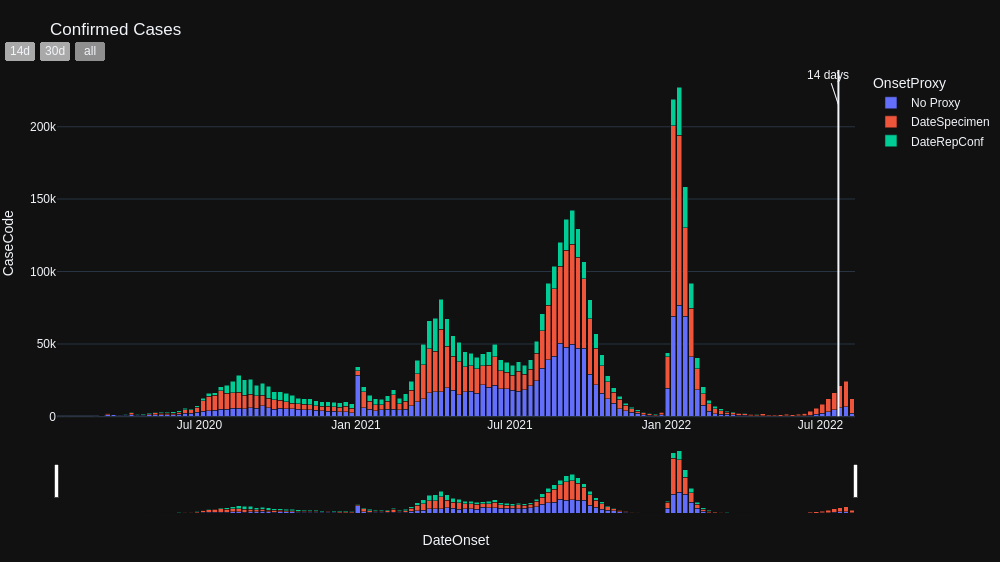 Confirmed Cases
14d 30d all
14 days
OnsetProxy
No Proxy
DateSpecimen
DateRepConf
CaseCode
200k
150k
100k
50k
0
Jul 2020 Jan 2021 Jul 2021 Jan 2022 Jul 2022
DateOnset